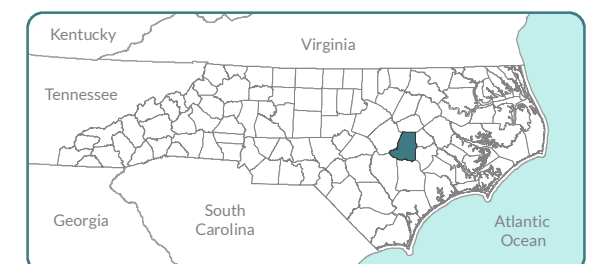 Kentucky
Virginia
Tennessee
Georgia
South
Carolina
Atlantic
Ocean